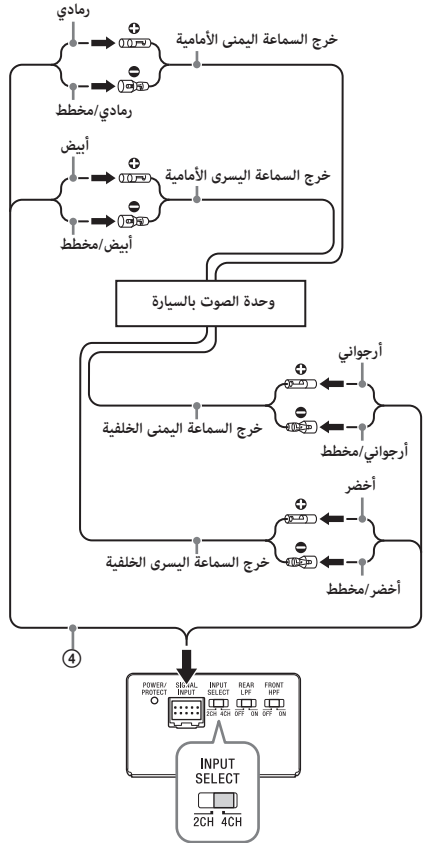 رمادي
خرج السماعة اليمنى الأمامية
رمادي/مخطط
أبيض
خرج السماعة اليسرى الأمامية
أبيض/مخطط
وحدة الصوت بالسيارة
أرجواني
خرج السماعة اليمنى الخلفية
أرجواني/مخطط
أخضر
خرج السماعة اليسرى الخلفية
أخضر/مخطط
④
POWER/ PROTECT
SIGNAL INPUT
INPUT SELECT
REAR LPF
FRONT HPF
2CH 4CH
OFF ON
OFF ON
INPUT
SELECT
2CH 4CH